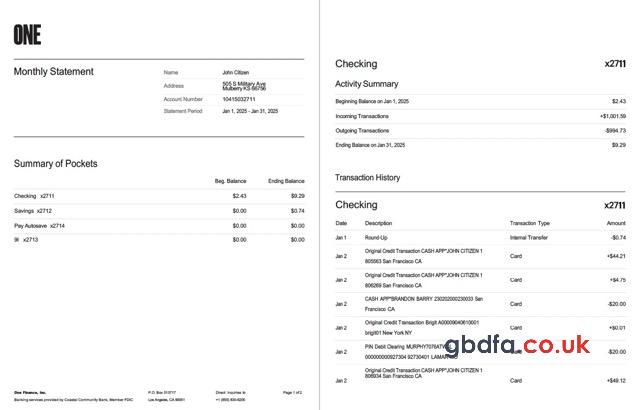 ONE
Monthly Statement
Name John Citizen
Address 505 S Military Ave
Mulberry KS 66756
Account Number 10415032711
Statement Period Jan 1, 2025 - Jan 31, 2025
Summary of Pockets
Beg. Balance Ending Balance
Checking x2711 $2.43 $9.29
Savings x2712 $0.00 $0.74
Pay Autosave x2714 $0.00 $0.00
x2713 $0.00 $0.00
One Finance, Inc. P.O. Box 513717 Direct inquiries to Page 1 of 2
Banking services provided by Coastal Community Bank, Member FDIC Los Angeles, CA 90051 +1 (855) 830-6200
Checking x2711
Activity Summary
Beginning Balance on Jan 1, 2025 $2.43
Incoming Transactions +$1,001.59
Outgoing Transactions -$994.73
Ending Balance on Jan 31, 2025 $9.29
Transaction History
Checking x2711
Date Description Transaction Type Amount
Jan 1 Round-Up Internal Transfer -$0.74
Jan 2 Original Credit Transaction CASH APP*JOHN CITIZEN 1 Card +$44.21
805563 San Francisco CA
Jan 2 Original Credit Transaction CASH APP*JOHN CITIZEN 1 Card +$4.75
806269 San Francisco CA
Jan 2 CASH APP*BRANDON BARRY 230202000230033 San Card -$20.00
Francisco CA
Jan 2 Original Credit Transaction Brigit A00009040610001 Card +$0.01
brigit01 New York NY
Jan 2 PIN Debit Clearing Card -$20.00
000000000927304 92730401
Jan 2 Original Credit Transaction CASH APP*JOHN CITIZEN 1 Card +$49.12
806934 San Francisco CA
gbdfa.co.uk